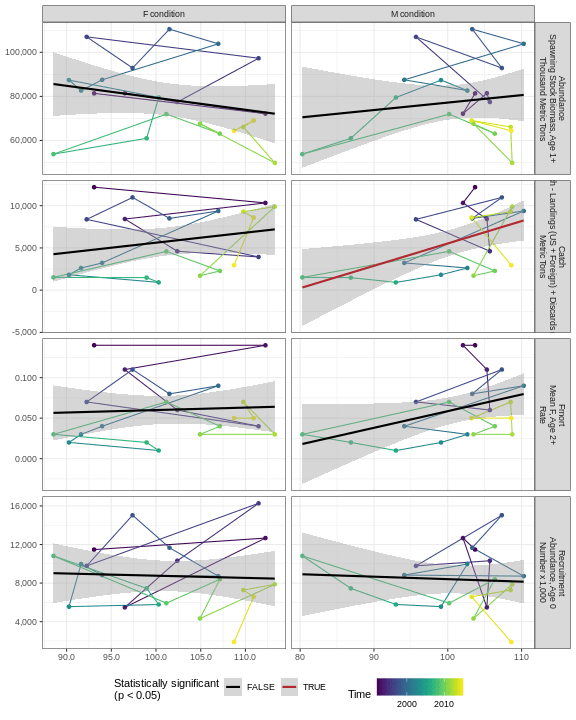 F condition
M condition
100,000
80,000
60,000
Abundance
Spawning Stock Biomass, Age 1+
Thousand Metric Tons
10,000
5,000
0
-5,000
Catch
h - Landings (US + Foreign) + Discards
Metric Tons
0.100
0.050
0.000
Fmort
Mean F, Age 2+
Rate
16,000
12,000
8,000
4,000
Recruitment
Abundance, Age 0
Number x 1,000
90.0 95.0 100.0 105.0 110.0
80 90 100 110
Statistically significant
(p < 0.05)
FALSE
TRUE
Time
2000 2010